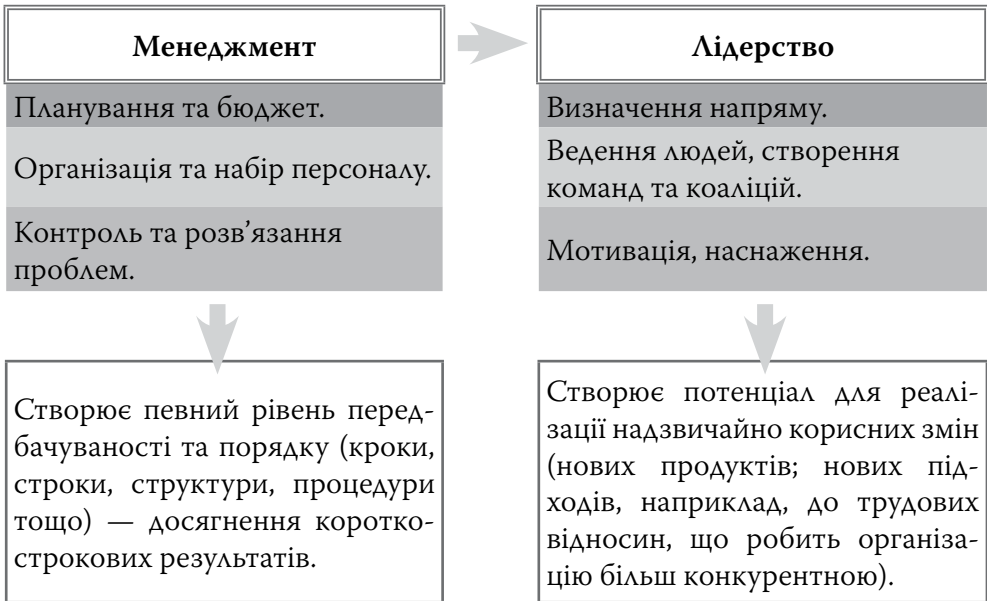 Менеджмент
Планування та бюджет.
Організація та набір персоналу.
Контроль та розв’язання
проблем.
Створює певний рівень перед-
бачуваності та порядку (кроки,
строки, структури, процедури
тощо) — досягнення коротко-
строкових результатів.
Лідерство
Визначення напряму.
Ведення людей, створення
команд та коаліцій.
Мотивація, наснаження.
Створює потенціал для реалі-
зації надзвичайно корисних змін
(нових продуктів; нових під-
ходів, наприклад, до трудових
відносин, що робить організа-
цію більш конкурентною).